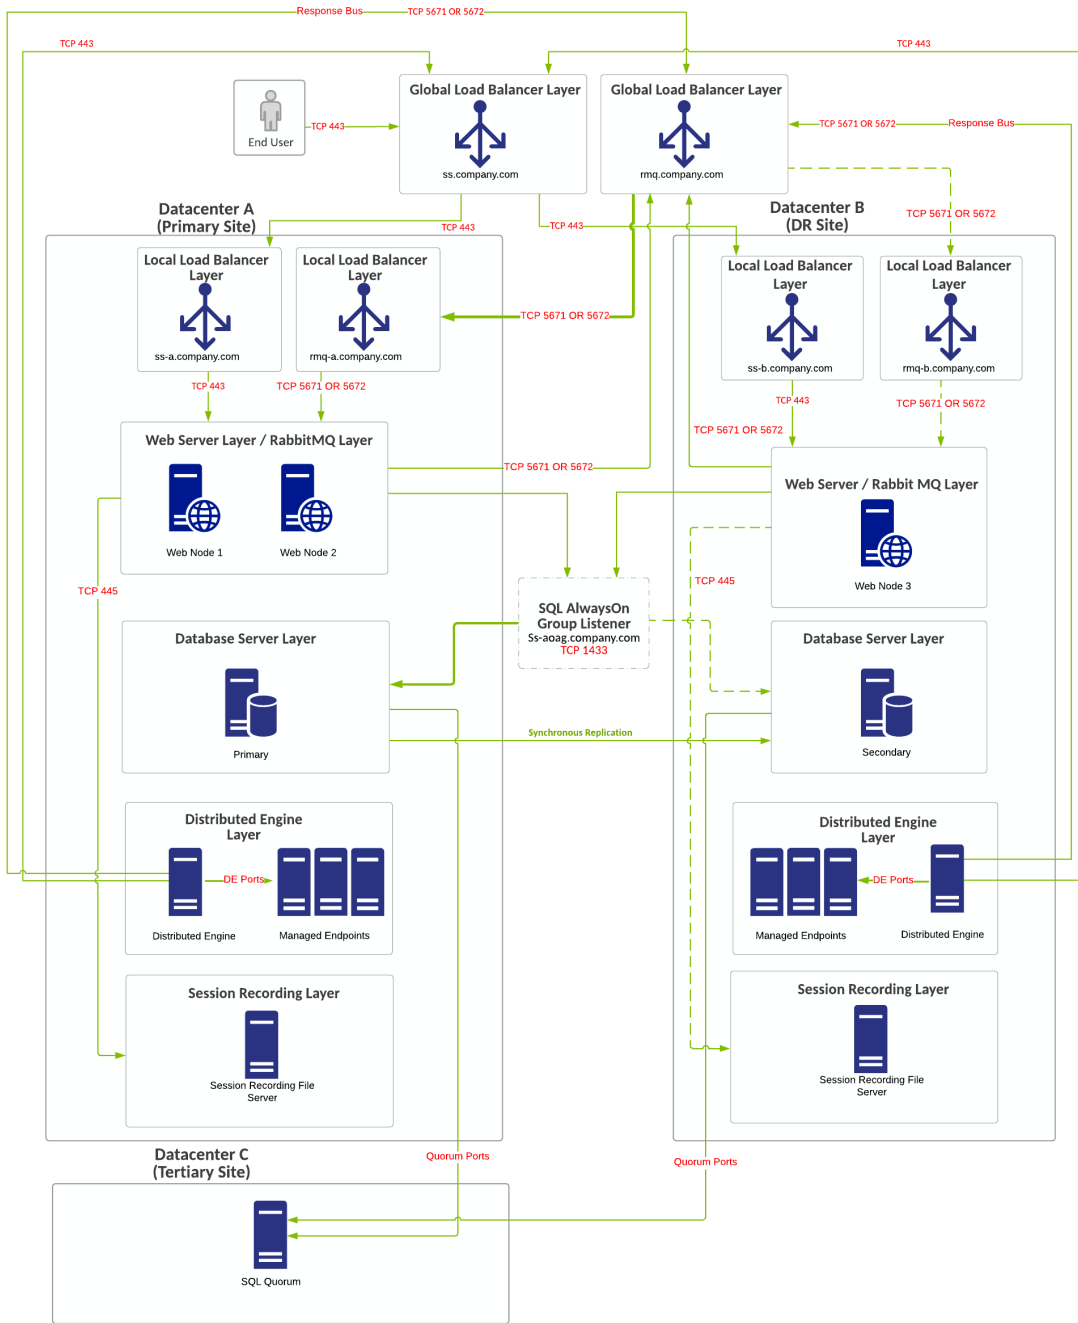 Response Bus
TCP 5671 OR 5672
TCP 443
TCP 443
Global Load Balancer Layer
ss.company.com
Global Load Balancer Layer
rmq.company.com
End User
TCP 443
TCP 5671 OR 5672
Response Bus
Datacenter A
(Primary Site)
TCP 443
TCP 443
Datacenter B
(DR Site)
TCP 5671 OR 5672
Local Load Balancer
Layer
ss-a.company.com
Local Load Balancer
Layer
rmq-a.company.com
TCP 5671 OR 5672
Local Load Balancer
Layer
ss-b.company.com
Local Load Balancer
Layer
rmq-b.company.com
TCP 443
TCP 5671 OR 5672
TCP 443
TCP 5671 OR 5672
TCP 5671 OR 5672
Web Server Layer / RabbitMQ Layer
Web Node 1
Web Node 2
TCP 5671 OR 5672
Web Server / Rabbit MQ Layer
Web Node 3
TCP 445
TCP 445
SQL AlwaysOn
Group Listener
Ss-aoag.company.com
TCP 1433
Database Server Layer
Primary
Synchronous Replication
Database Server Layer
Secondary
Distributed Engine
Layer
DE Ports
Distributed Engine
Managed Endpoints
Distributed Engine
Layer
DE Ports
Managed Endpoints
Distributed Engine
Session Recording Layer
Session Recording File
Server
Session Recording Layer
Session Recording File
Server
Datacenter C
(Tertiary Site)
Quorum Ports
Quorum Ports
SQL Quorum